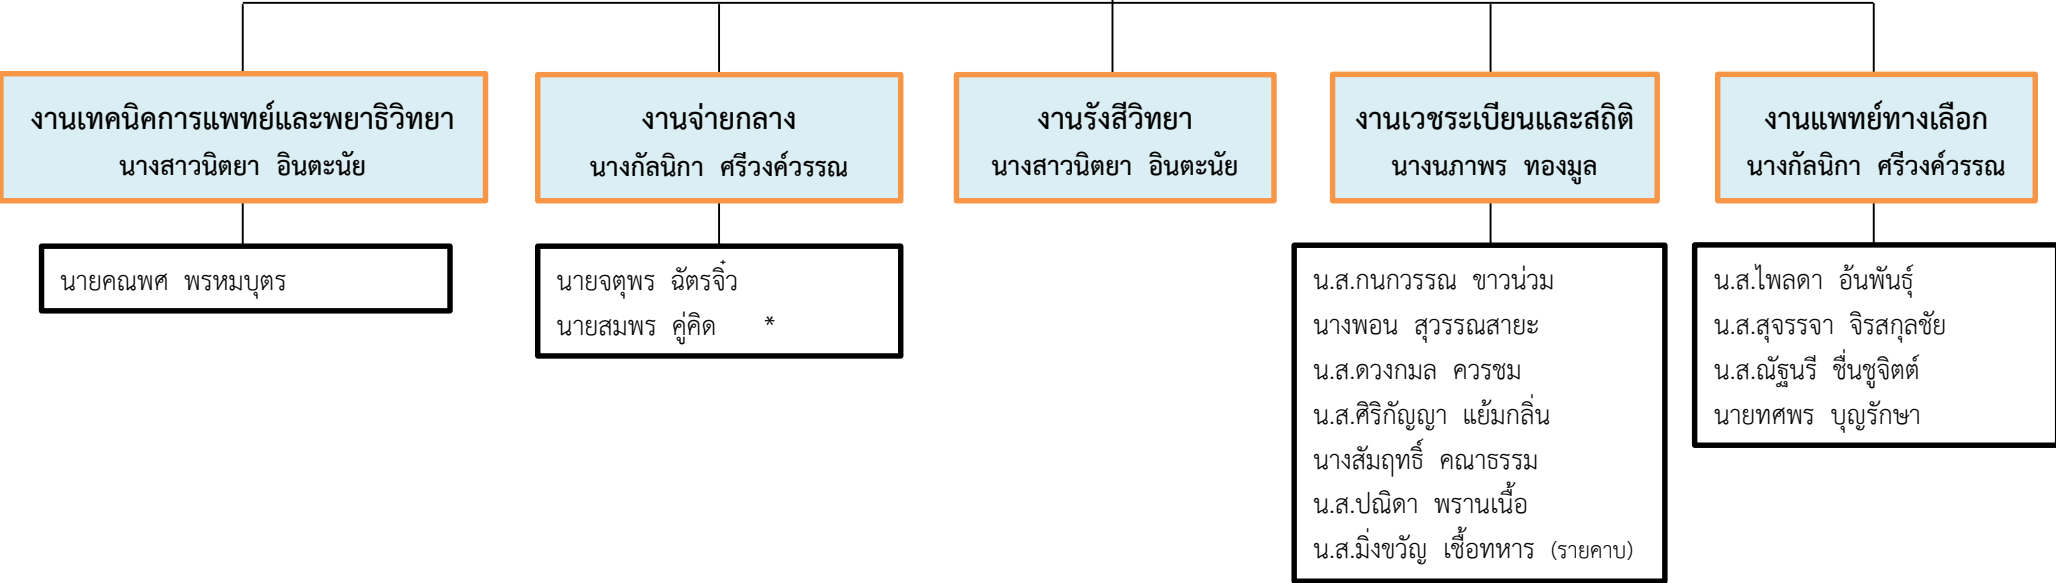 งานเทคนิคการแพทย์และพยาธิวิทยา
นางสาวนิตยา อินตะนัย
นายคณพศ พรหมบุตร
งานจ่ายกลาง
นางกัลนิกา ศรีวงค์วรรณ
นายจตุพร ฉัตรจิ๋ว
นายสมพร คู่คิด *
งานรังสีวิทยา
นางสาวนิตยา อินตะนัย
งานเวชระเบียนและสถิติ
นางนภาพร ทองมูล
น.ส.กนกวรรณ ขาวน่วม
นางพอน สุวรรณสายะ
น.ส.ดวงกมล ควรชม
น.ส.ศิริกัญญา แย้มกลิ่น
นางสัมฤทธิ์ คณาธรรม
น.ส.ปณิดา พรานเนื้อ
น.ส.มิ่งขวัญ เชื้อทหาร (รายคาบ)
งานแพทย์ทางเลือก
นางกัลนิกา ศรีวงค์วรรณ
น.ส.ไพลดา อ้นพันธุ์
น.ส.สุจรรจา จิรสกุลชัย
น.ส.ณัฐนรี ชื่นชูจิตต์
นายทศพร บุญรักษา